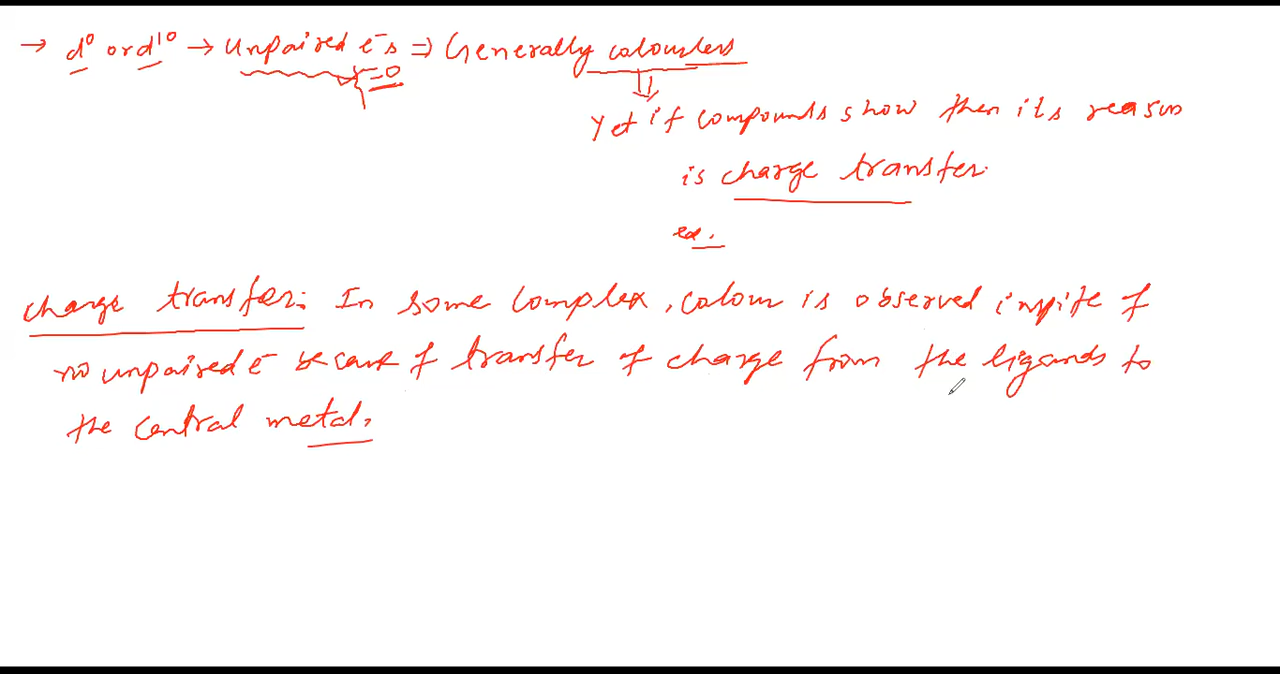 → d⁰ or d¹⁰ → Unpaired e⁻s ⇒ Generally colourless
= 0
Yet if compounds show then its reason
is charge transfer.
ex.
charge transfer: In some complex, colour is observed inspite of
no unpaired e⁻ because of transfer of charge from the ligands to
the central metal.